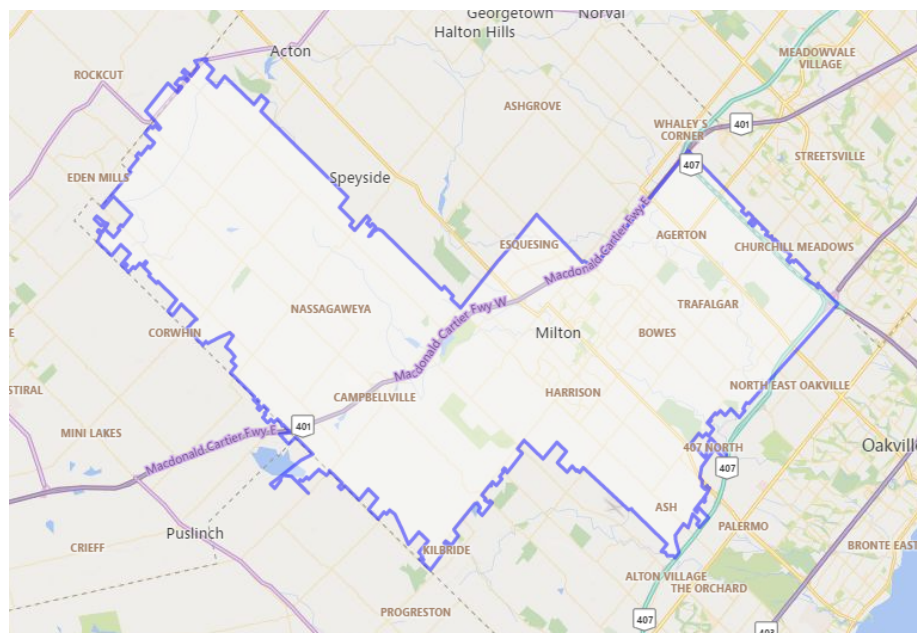 Georgetown
Norval
Halton Hills
Acton
MEADOWVALE
VILLAGE
ROCKCUT
ASHGROVE
WHALEY'S
CORNER
401
STREETSVILLE
407
EDEN MILLS
Speyside
ESQUESING
AGERTON
CHURCHILL MEADOWS
Macdonald Cartier Fwy E
NASSAGAWEYA
TRAFALGAR
CORWHIN
Macdonald Cartier Fwy W
Milton
BOWES
STIRAL
CAMPBELLVILLE
HARRISON
NORTH EAST OAKVILLE
401
MINI LAKES
Macdonald Cartier Fwy E
407 NORTH
Oakville
407
ASH
PALERMO
Puslinch
CRIEFF
KILBRIDE
BRONTE EAST
ALTON VILLAGE
THE ORCHARD
PROGRESTON
407
403